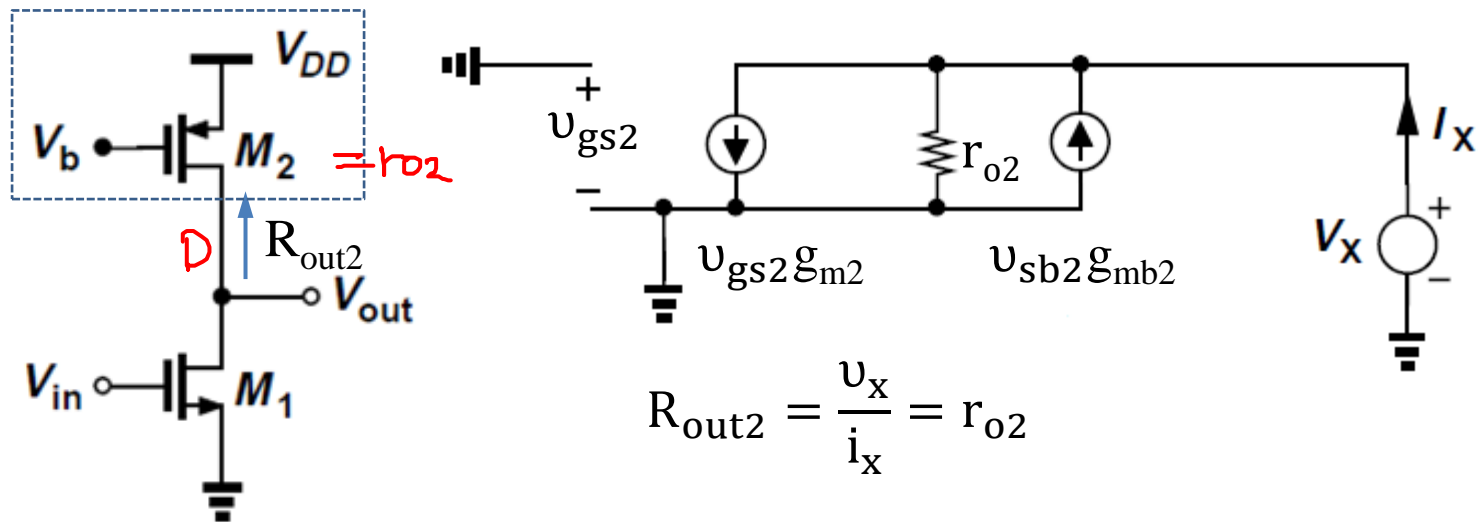 V_DD
V_b
M_2
= ro2
D
R_out2
V_out
V_in
M_1
+
υ_gs2
−
υ_gs2 g_m2
r_o2
υ_sb2 g_mb2
I_X
+
V_X
−
R_out2 = υ_x / i_x = r_o2